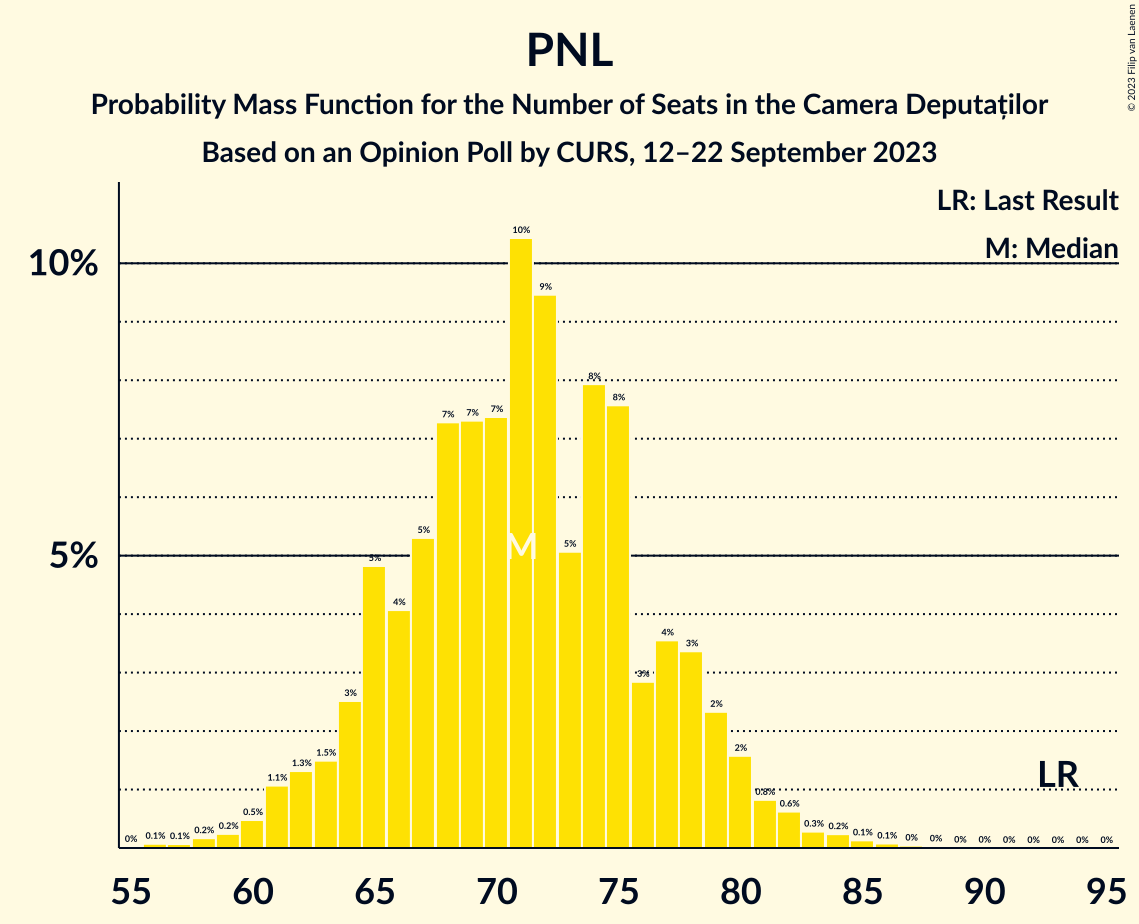 © 2023 Filip van Laenen
PNL
Probability Mass Function for the Number of Seats in the Camera Deputaților
Based on an Opinion Poll by CURS, 12–22 September 2023
LR: Last Result
M: Median
10%
5%
0% 0.1% 0.1% 0.2% 0.2% 0.5% 1.1% 1.3% 1.5% 3% 5% 4% 5% 7% 7% 7% 10% 9% 5% 8% 8% 3% 4% 3% 2% 2% 0.8% 0.6% 0.3% 0.2% 0.1% 0.1% 0% 0% 0% 0% 0% 0% 0% 0% 0%
M
LR
55 60 65 70 75 80 85 90 95